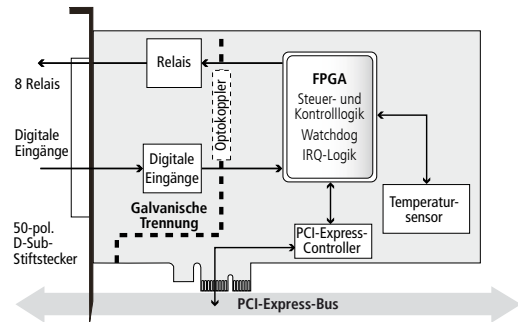 8 Relais
Digitale
Eingänge
50-pol.
D-Sub-
Stiftstecker
Relais
Digitale
Eingänge
Galvanische
Trennung
Optokoppler
FPGA
Steuer- und
Kontrolllogik
Watchdog
IRQ-Logik
Temperatur-
sensor
PCI-Express-
Controller
PCI-Express-Bus